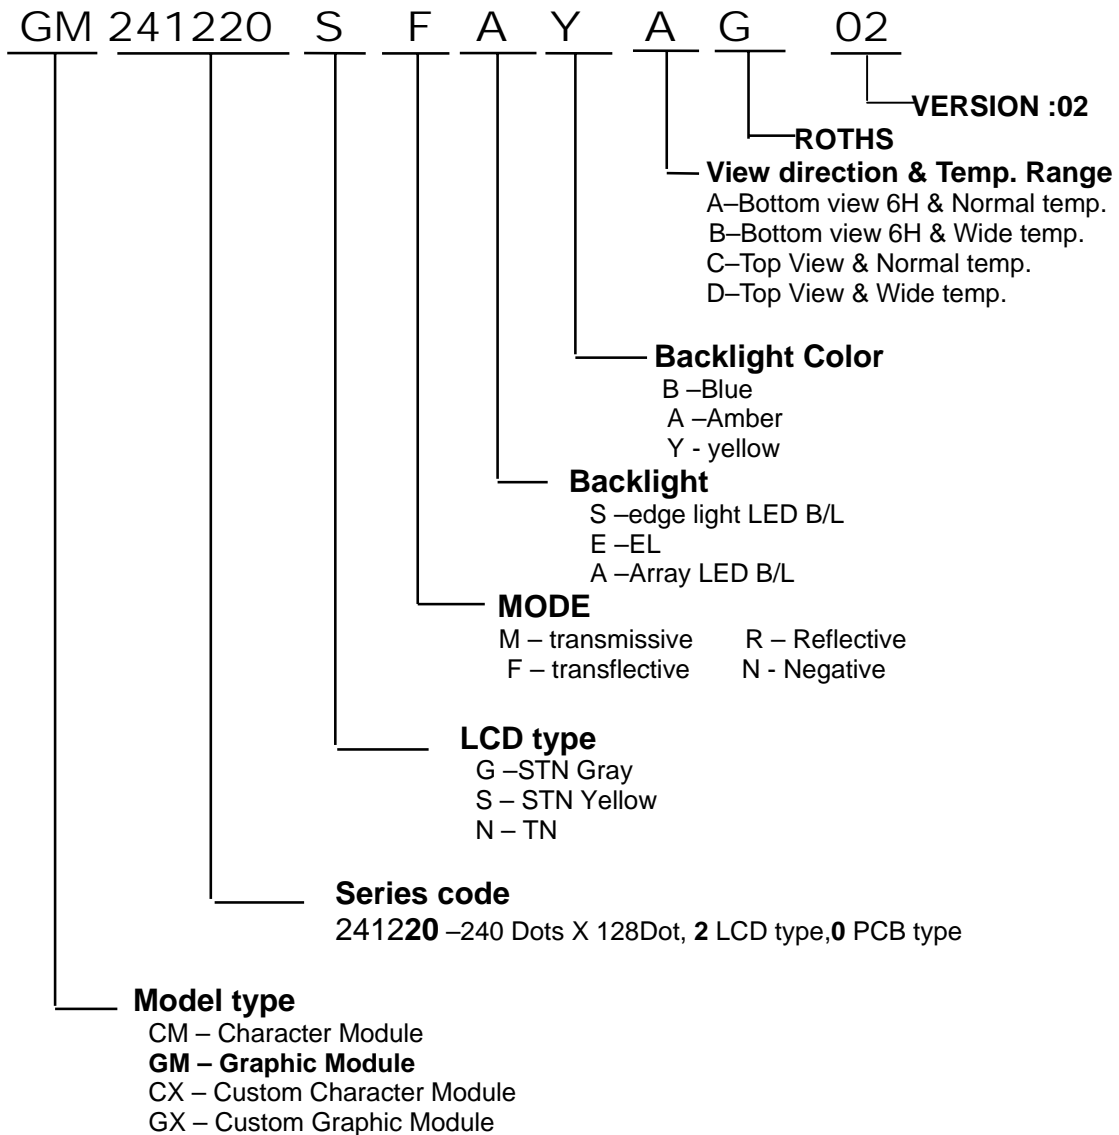 GM 241220 S F A Y A G 02
VERSION :02
ROTHS
View direction & Temp. Range
A–Bottom view 6H & Normal temp.
B–Bottom view 6H & Wide temp.
C–Top View & Normal temp.
D–Top View & Wide temp.
Backlight Color
B –Blue
A –Amber
Y - yellow
Backlight
S –edge light LED B/L
E –EL
A –Array LED B/L
MODE
M – transmissive R – Reflective
F – transflective N - Negative
LCD type
G –STN Gray
S – STN Yellow
N – TN
Series code
241220 –240 Dots X 128Dot, 2 LCD type,0 PCB type
Model type
CM – Character Module
GM – Graphic Module
CX – Custom Character Module
GX – Custom Graphic Module